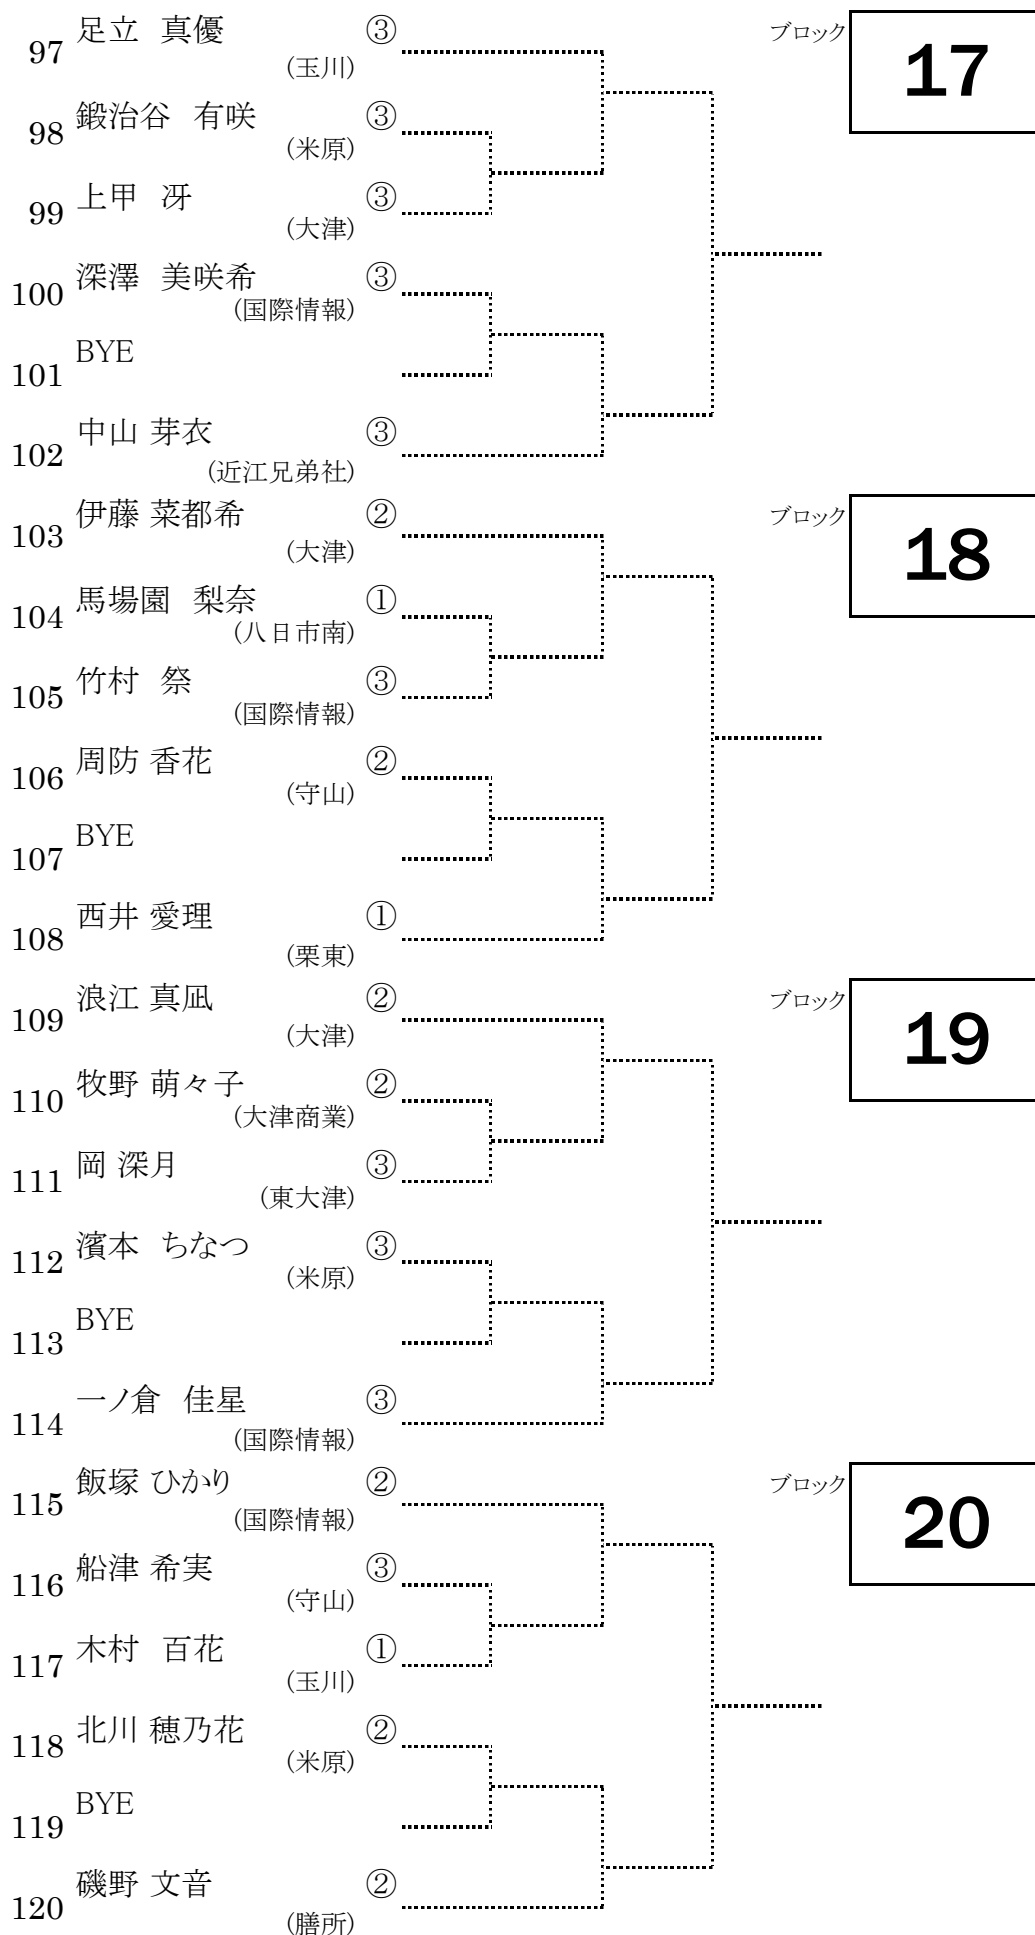 足立 真優 ③
97
(玉川)
ブロック 17
鍛治谷 有咲 ③
98
(米原)
上甲 冴 ③
99
(大津)
深澤 美咲希 ③
100
(国際情報)
BYE
101
中山 芽衣 ③
102
(近江兄弟社)
伊藤 菜都希 ②
103
(大津)
ブロック 18
馬場園 梨奈 ①
104
(八日市南)
竹村 祭 ③
105
(国際情報)
周防 香花 ②
106
(守山)
BYE
107
西井 愛理 ①
108
(栗東)
浪江 真凪 ②
109
(大津)
ブロック 19
牧野 萌々子 ②
110
(大津商業)
岡 深月 ③
111
(東大津)
濱本 ちなつ ③
112
(米原)
BYE
113
一ノ倉 佳星 ③
114
(国際情報)
飯塚 ひかり ②
115
(国際情報)
ブロック 20
船津 希実 ③
116
(守山)
木村 百花 ①
117
(玉川)
北川 穂乃花 ②
118
(米原)
BYE
119
磯野 文音 ②
120
(膳所)